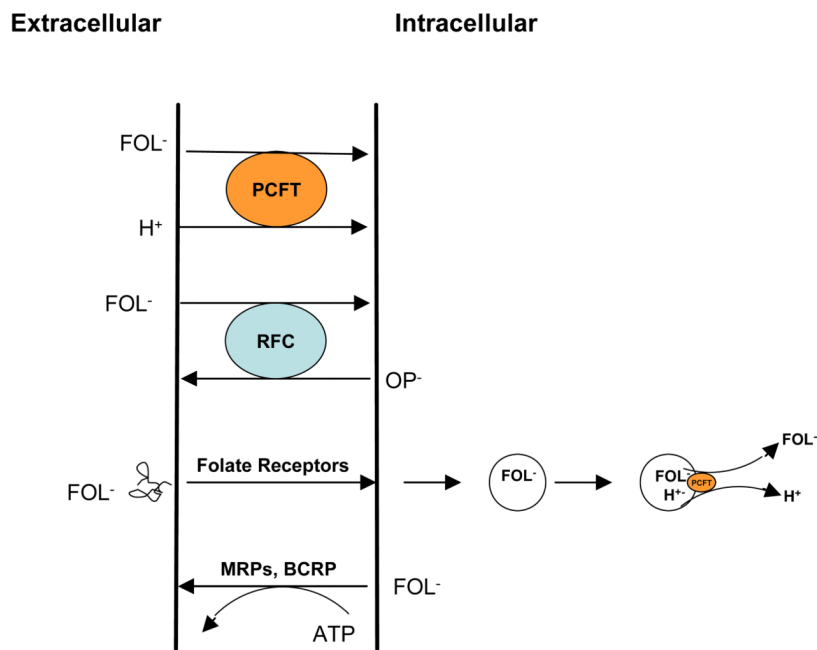 Extracellular
Intracellular
FOL⁻
PCFT
H⁺
FOL⁻
RFC
OP⁻
Folate Receptors
FOL⁻
FOL⁻
FOL⁻
H⁺⁻
PCFT
FOL⁻
H⁺
MRPs, BCRP
FOL⁻
ATP